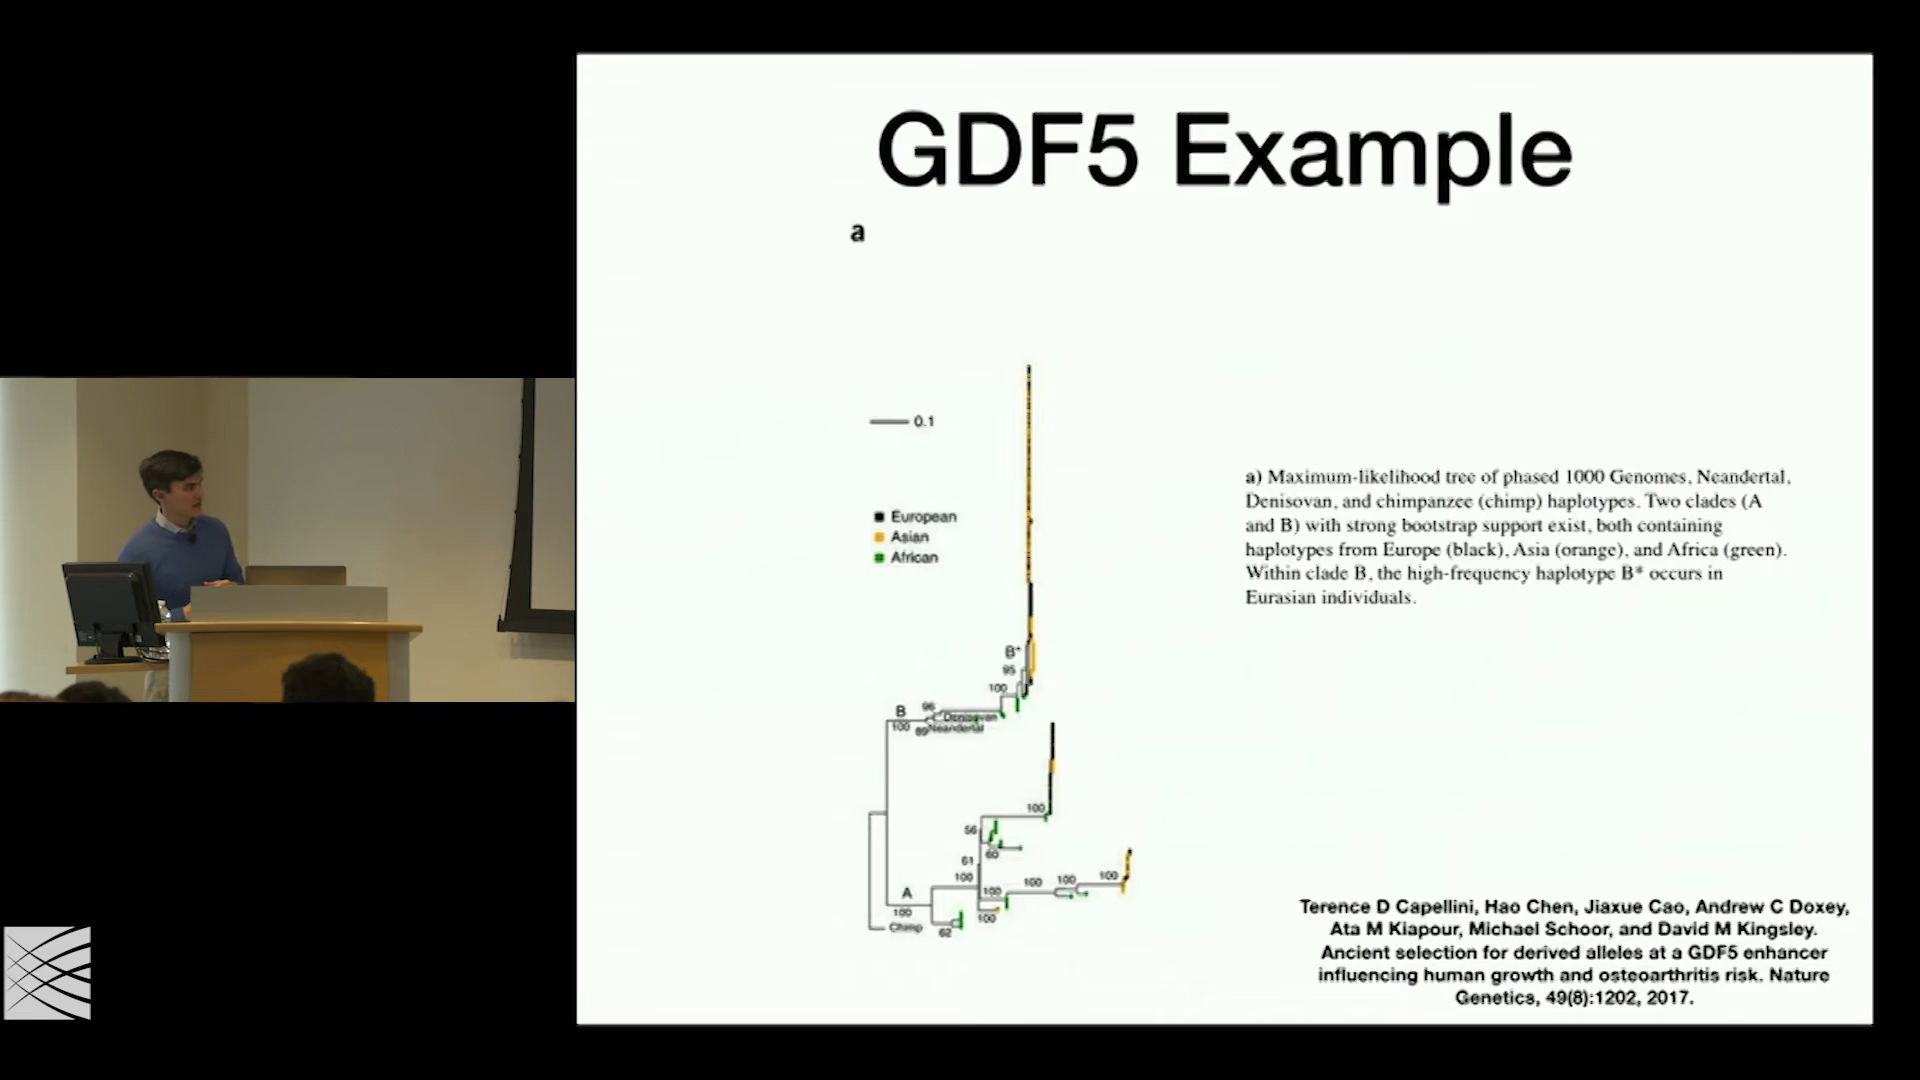 GDF5 Example
a
0.1
European
Asian
African
a) Maximum-likelihood tree of phased 1000 Genomes, Neandertal,
Denisovan, and chimpanzee (chimp) haplotypes. Two clades (A
and B) with strong bootstrap support exist, both containing
haplotypes from Europe (black), Asia (orange), and Africa (green).
Within clade B, the high-frequency haplotype B* occurs in
Eurasian individuals.
B*
95
100
B
96
Denisovan
100
89
Neandertal
100
56
60
61
100
A
100
100
100
100
100
100
Chimp
62
Terence D Capellini, Hao Chen, Jiaxue Cao, Andrew C Doxey,
Ata M Kiapour, Michael Schoor, and David M Kingsley.
Ancient selection for derived alleles at a GDF5 enhancer
influencing human growth and osteoarthritis risk. Nature
Genetics, 49(8):1202, 2017.